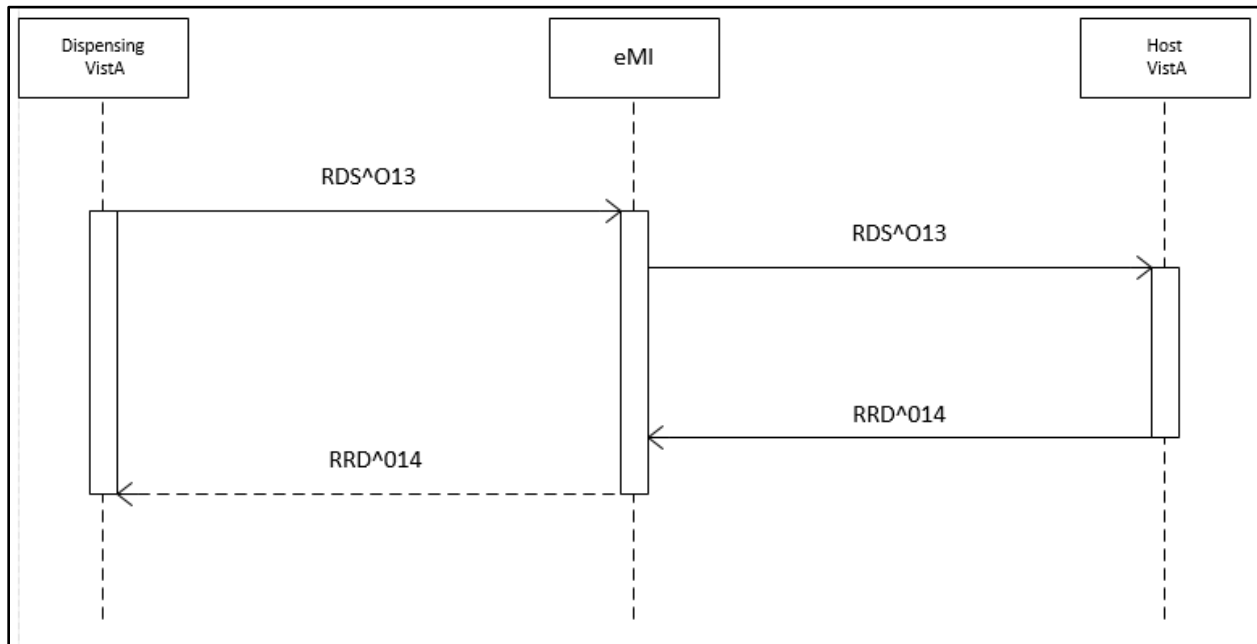 Dispensing
VistA
eMI
Host
VistA
RDS^O13
RDS^O13
RRD^014
RRD^014